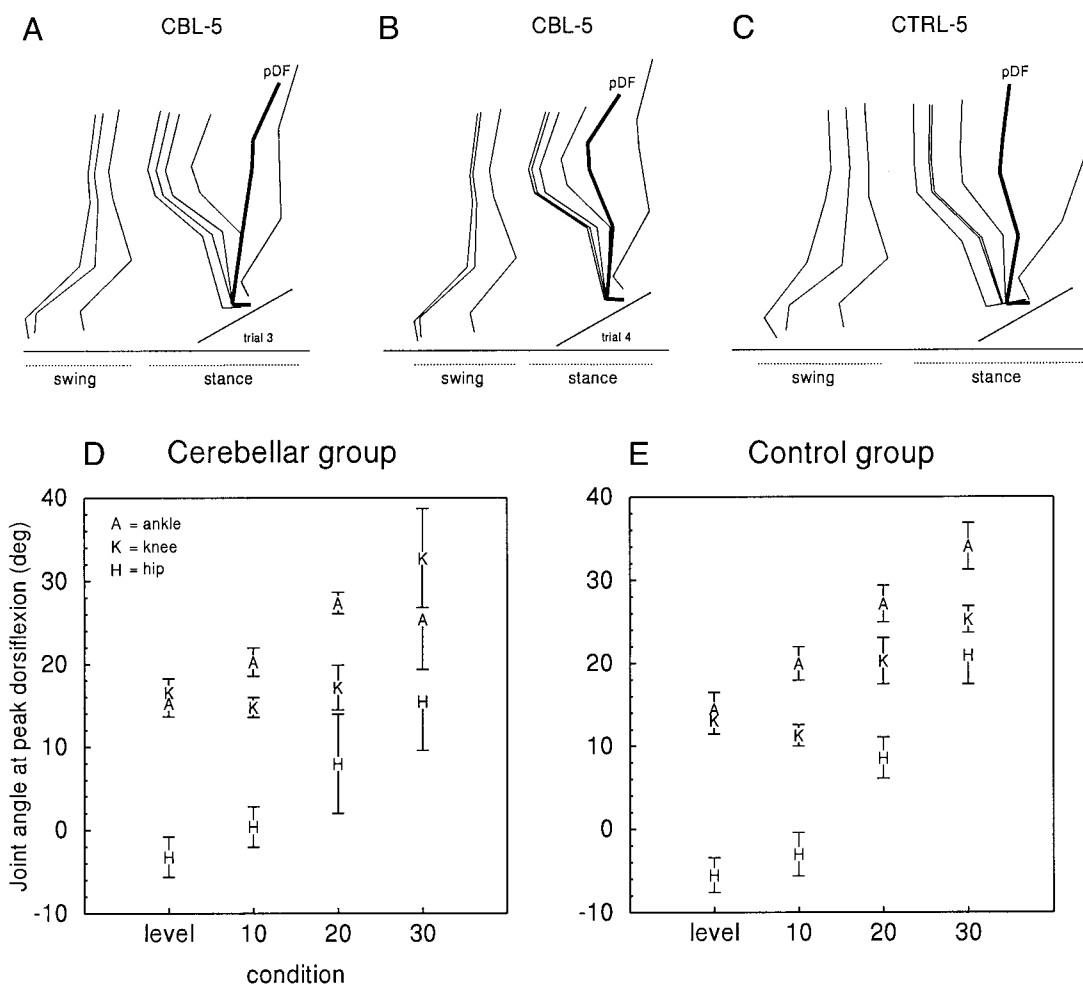 A CBL-5 B CBL-5 C CTRL-5
pDF pDF pDF
trial 3 trial 4
swing stance swing stance swing stance
D Cerebellar group E Control group
Joint angle at peak dorsiflexion (deg)
40 40
A = ankle
K = knee
H = hip
30 30
20 20
10 10
0 0
-10 -10
K A H A K H A K H K A H
A K H A K H A K H A K H
level 10 20 30 level 10 20 30
condition